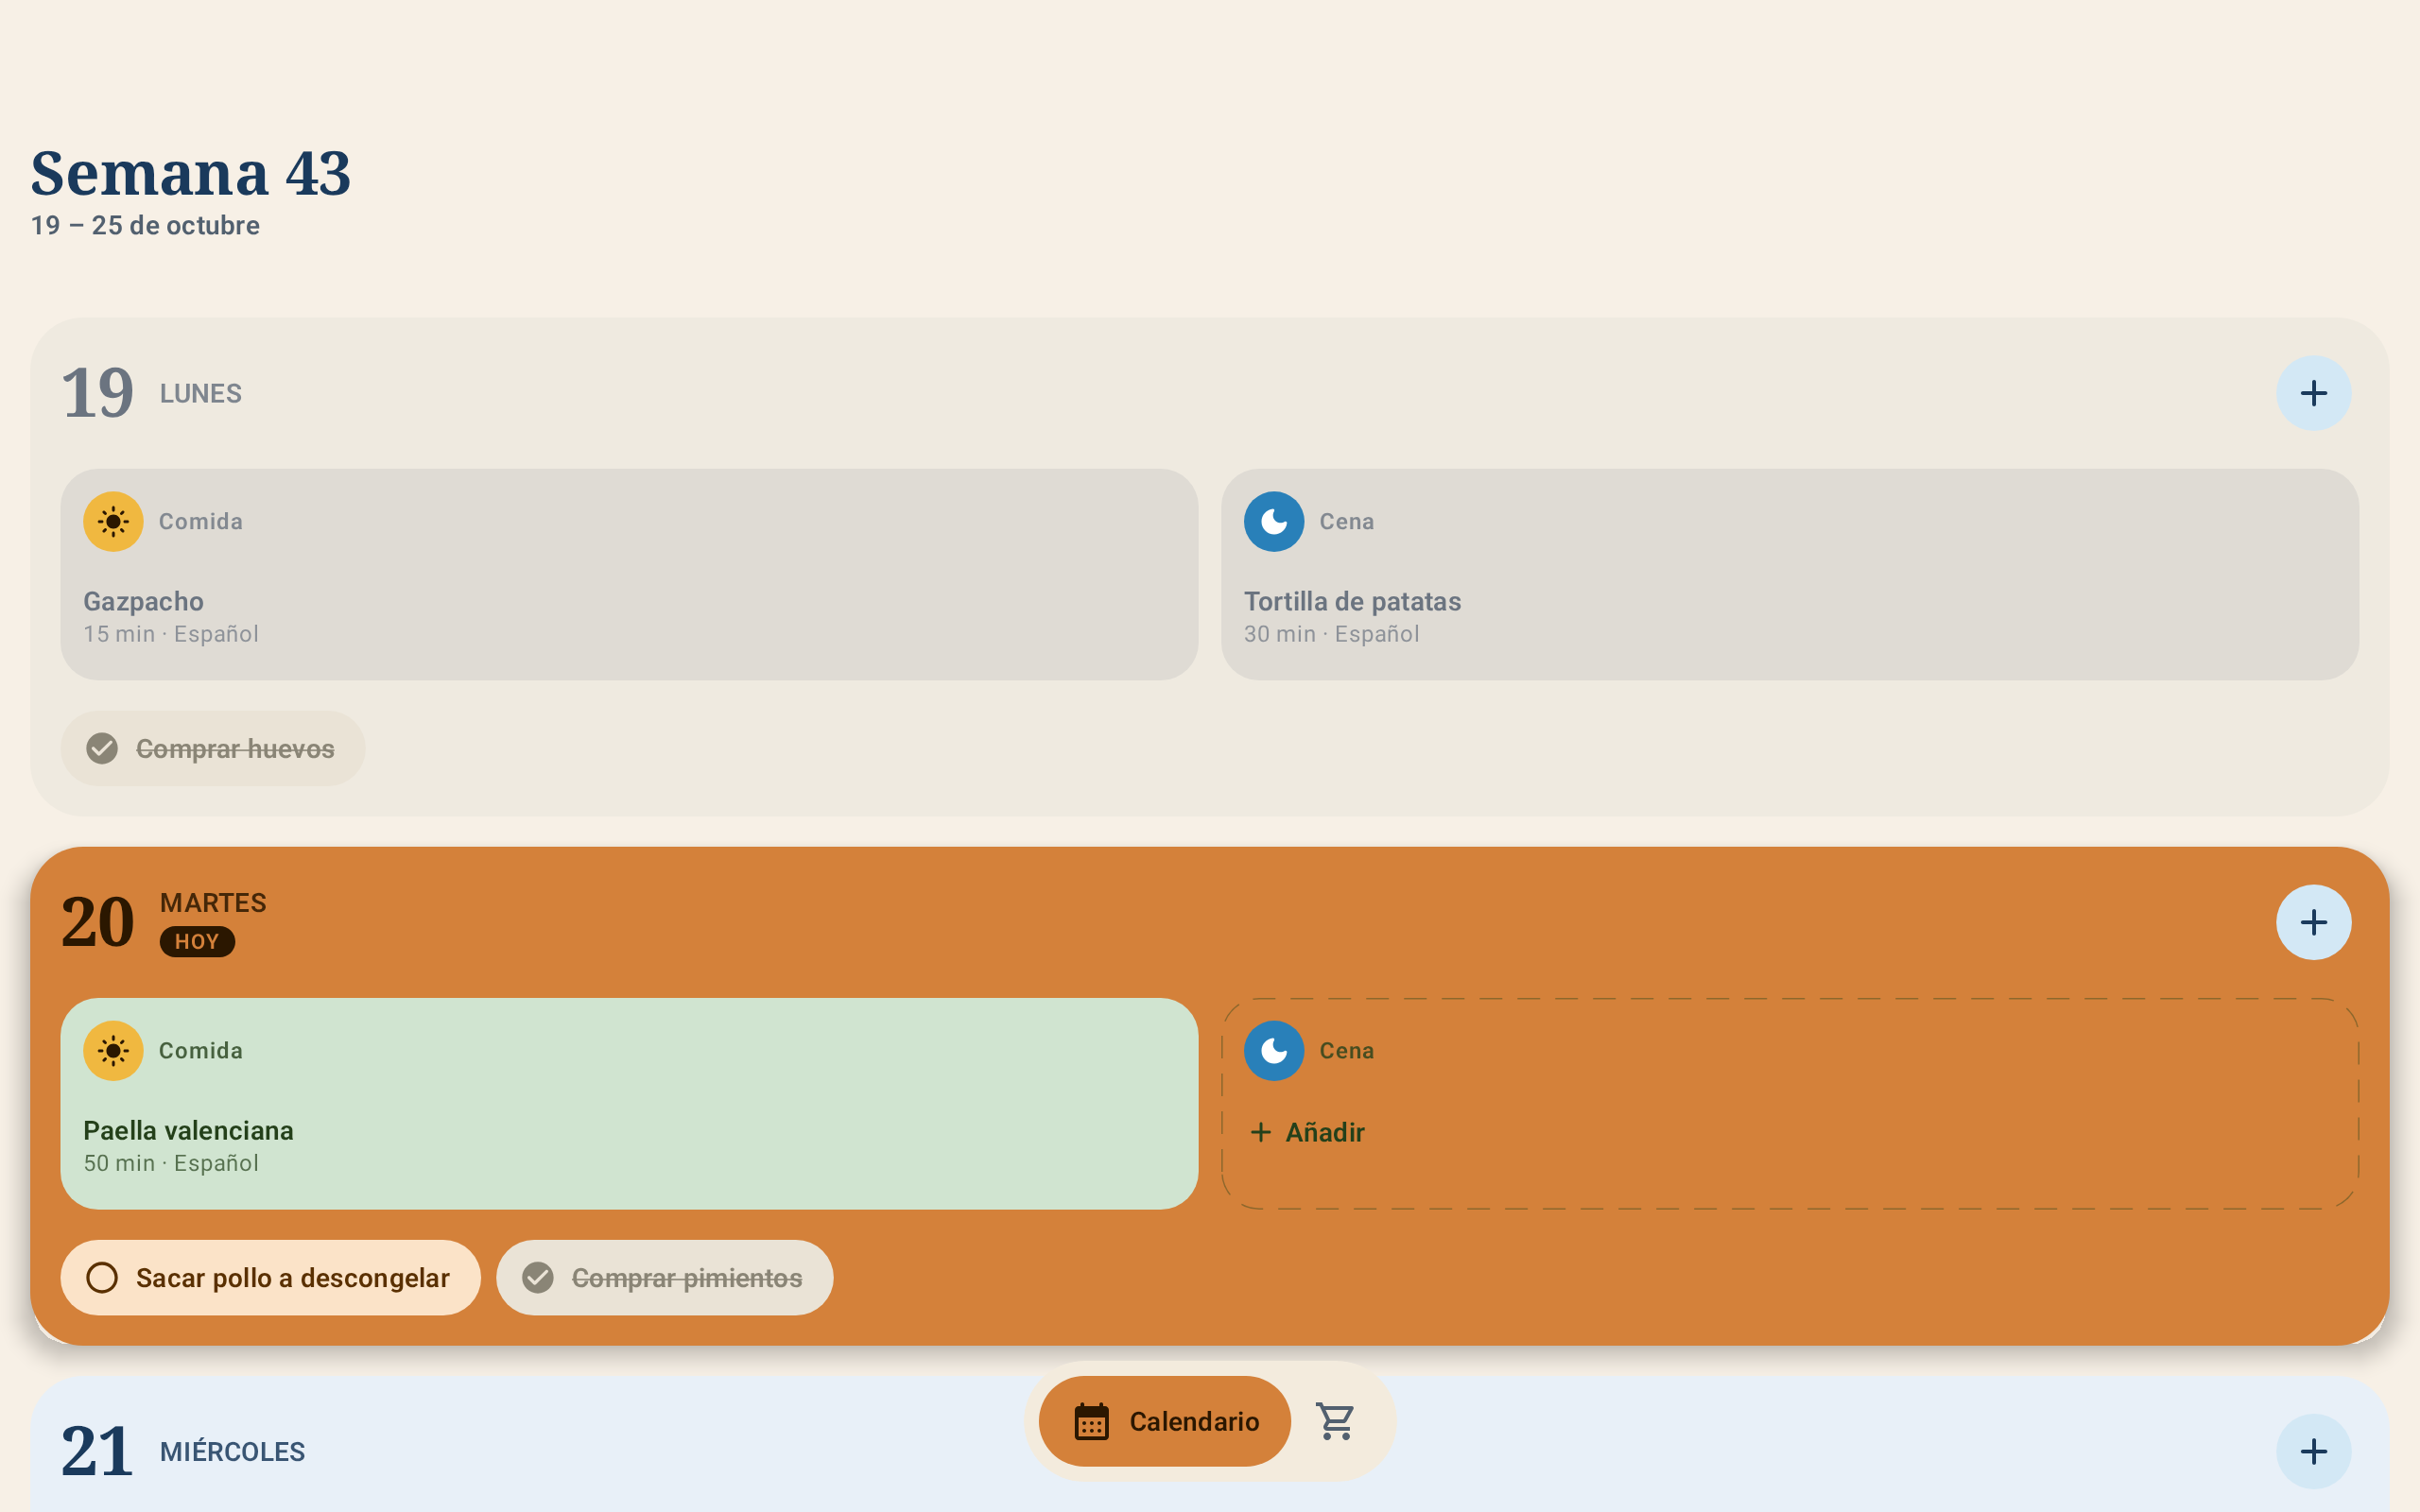 Semana 43
19 – 25 de octubre
19 LUNES
Comida
Gazpacho
15 min · Español
Cena
Tortilla de patatas
30 min · Español
Comprar huevos
20 MARTES
HOY
Comida
Paella valenciana
50 min · Español
Cena
+ Añadir
Sacar pollo a descongelar
Comprar pimientos
21 MIÉRCOLES
Calendario